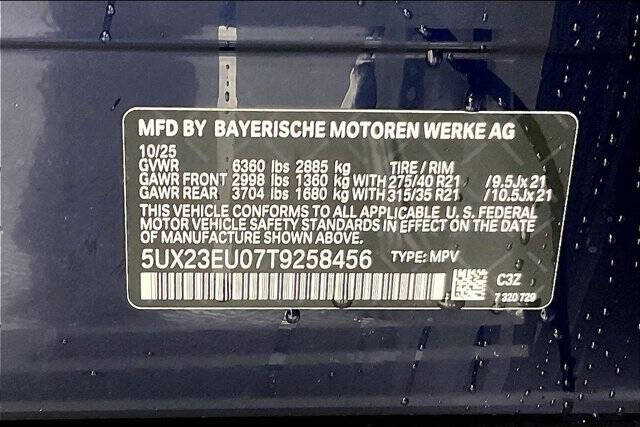 MFD BY BAYERISCHE MOTOREN WERKE AG
10/25
GVWR 6360 lbs 2885 kg TIRE / RIM
GAWR FRONT 2998 lbs 1360 kg WITH 275/40 R21 /9.5Jx21
GAWR REAR 3704 lbs 1680 kg WITH 315/35 R21 /10.5Jx21
THIS VEHICLE CONFORMS TO ALL APPLICABLE U.S. FEDERAL
MOTOR VEHICLE SAFETY STANDARDS IN EFFECT ON THE DATE
OF MANUFACTURE SHOWN ABOVE.
5UX23EU07T9258456 TYPE: MPV
C3Z
7 320 729